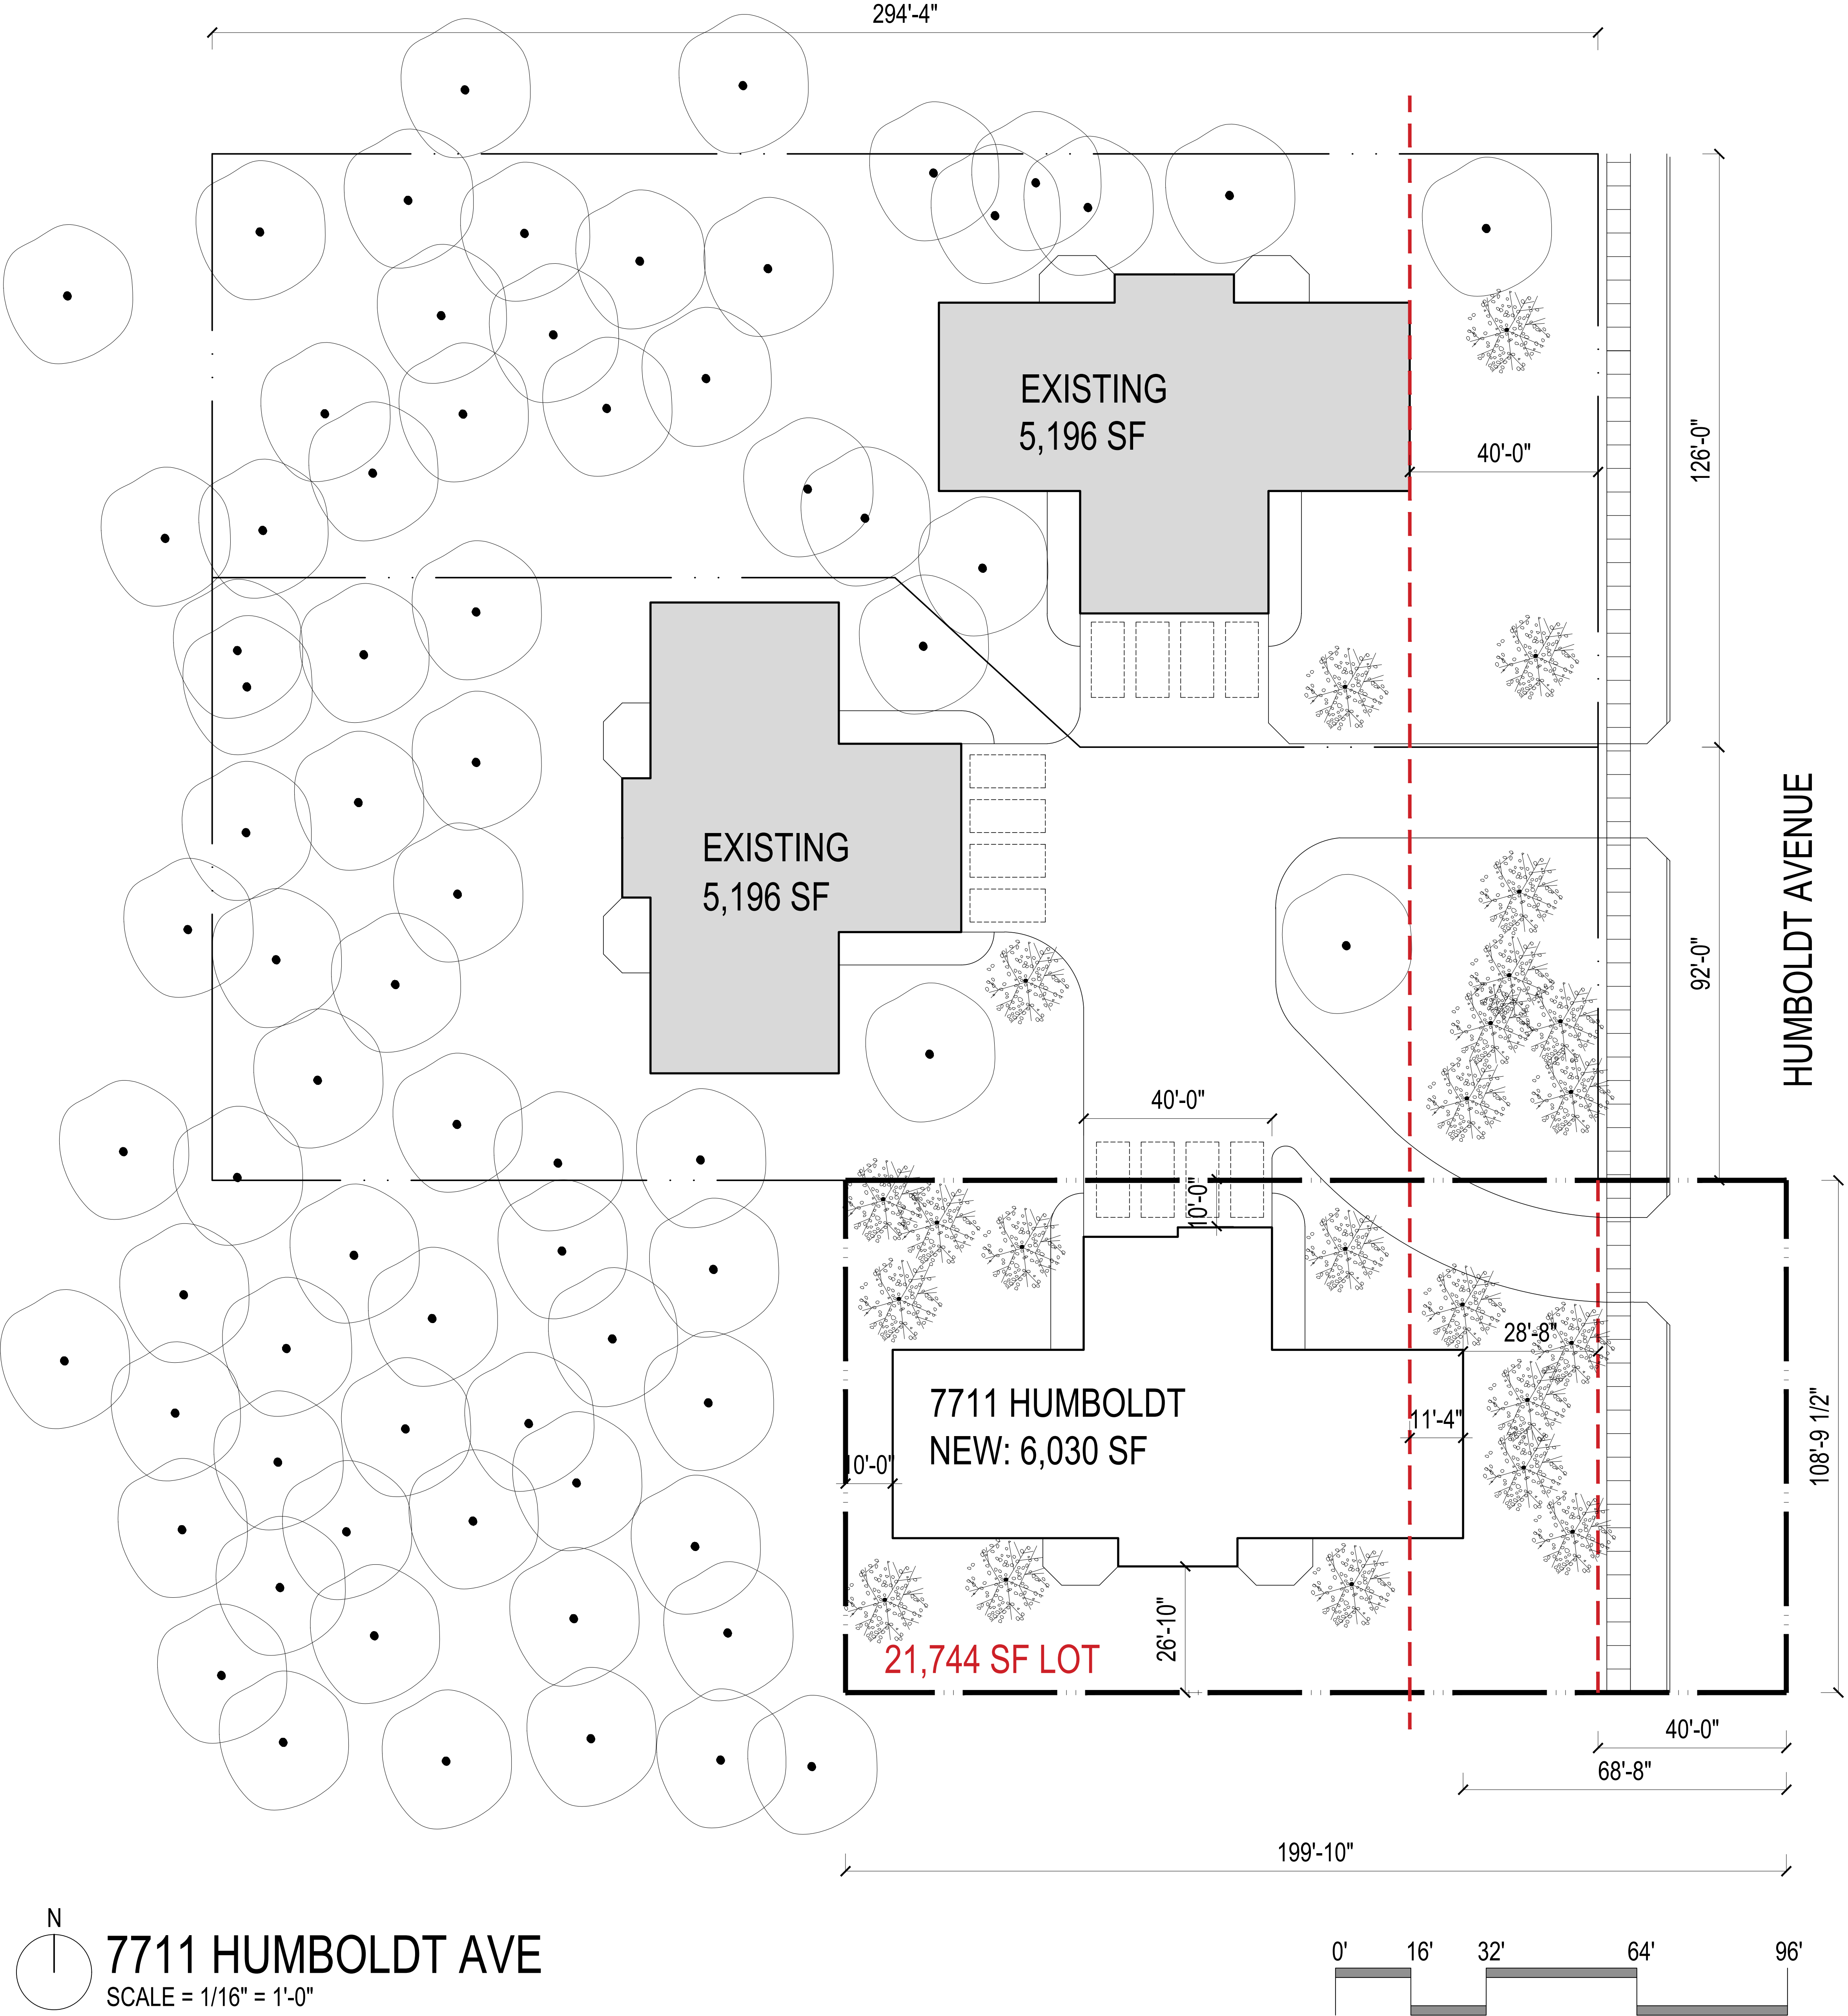 294'-4"
EXISTING
5,196 SF
40'-0"
126'-0"
EXISTING
5,196 SF
92'-0"
HUMBOLDT AVENUE
40'-0"
10'-0"
28'-8"
7711 HUMBOLDT
NEW: 6,030 SF
11'-4"
10'-0"
108'-9 1/2"
26'-10"
21,744 SF LOT
40'-0"
68'-8"
199'-10"
N
7711 HUMBOLDT AVE
SCALE = 1/16" = 1'-0"
0' 16' 32' 64' 96'